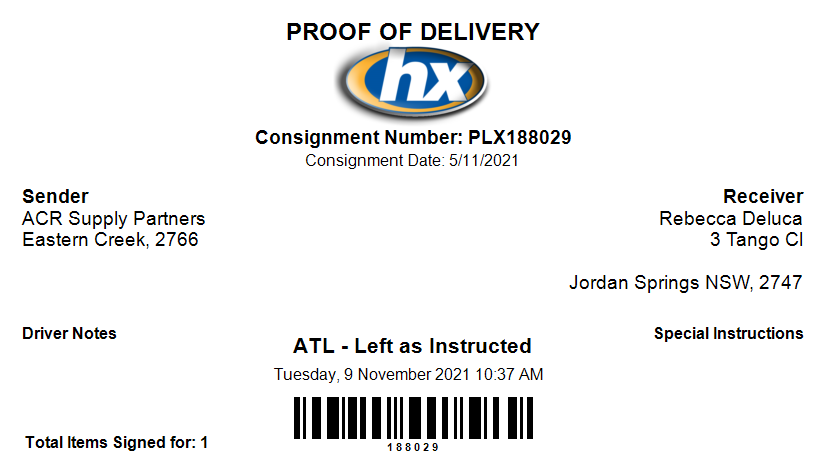 PROOF OF DELIVERY
hx
Consignment Number: PLX188029
Consignment Date: 5/11/2021
Sender
ACR Supply Partners
Eastern Creek, 2766
Receiver
Rebecca Deluca
3 Tango Cl
Jordan Springs NSW, 2747
Driver Notes
Special Instructions
ATL - Left as Instructed
Tuesday, 9 November 2021 10:37 AM
188029
Total Items Signed for: 1